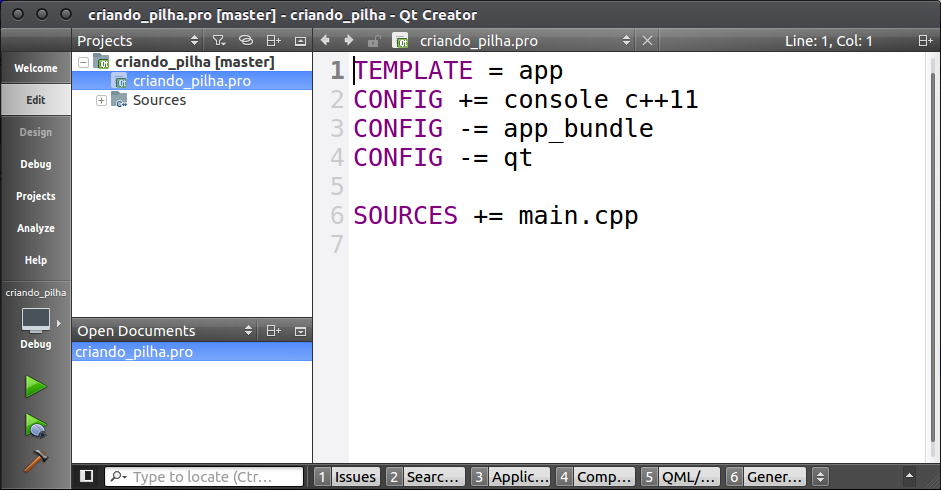 criando_pilha.pro [master] - criando_pilha - Qt Creator
Projects
criando_pilha.pro
Line: 1, Col: 1
Welcome
Edit
Design
Debug
Projects
Analyze
Help
criando_pilha
Debug
criando_pilha [master]
criando_pilha.pro
Sources
Open Documents
criando_pilha.pro
1 TEMPLATE = app
2 CONFIG += console c++11
3 CONFIG -= app_bundle
4 CONFIG -= qt
5
6 SOURCES += main.cpp
7
Type to locate (Ctr...
1 Issues
2 Searc...
3 Applic...
4 Comp...
5 QML/...
6 Gener...